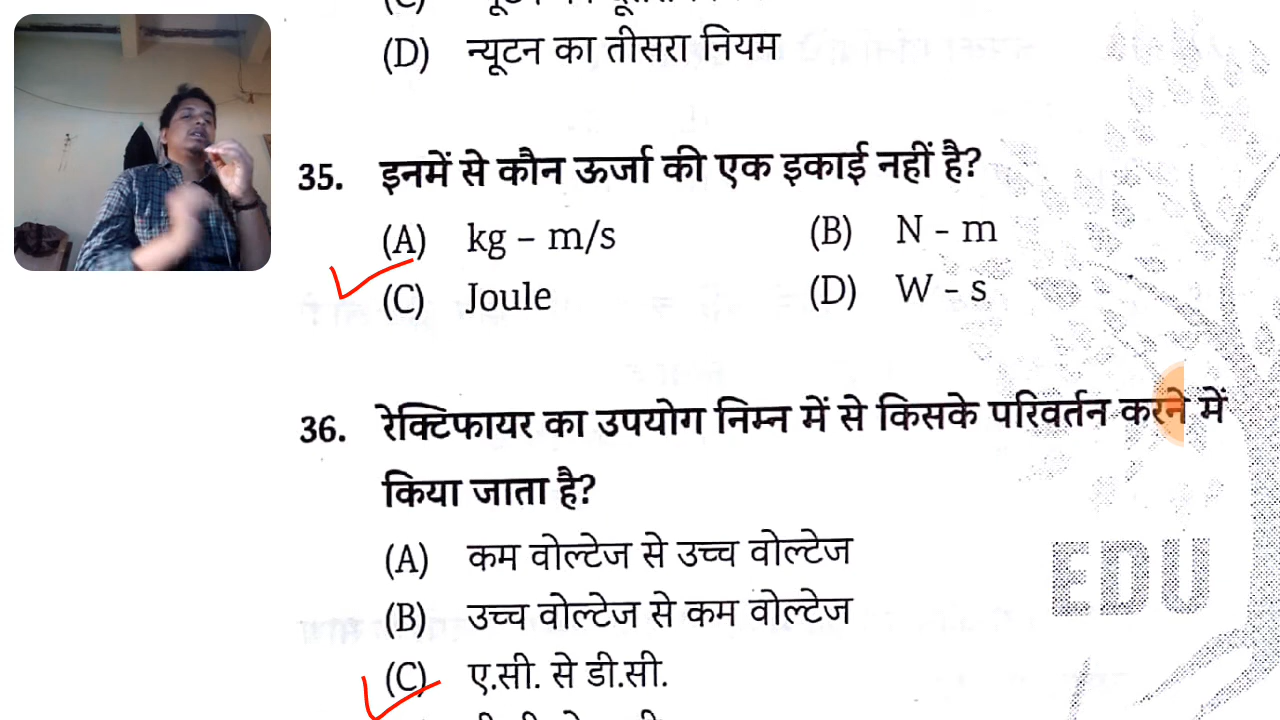 (D) न्यूटन का तीसरा नियम
35. इनमें से कौन ऊर्जा की एक इकाई नहीं है?
(A) kg – m/s (B) N - m
(C) Joule (D) W - s
36. रेक्टिफायर का उपयोग निम्न में से किसके परिवर्तन करने में
किया जाता है?
(A) कम वोल्टेज से उच्च वोल्टेज
(B) उच्च वोल्टेज से कम वोल्टेज
(C) ए.सी. से डी.सी.
EDU